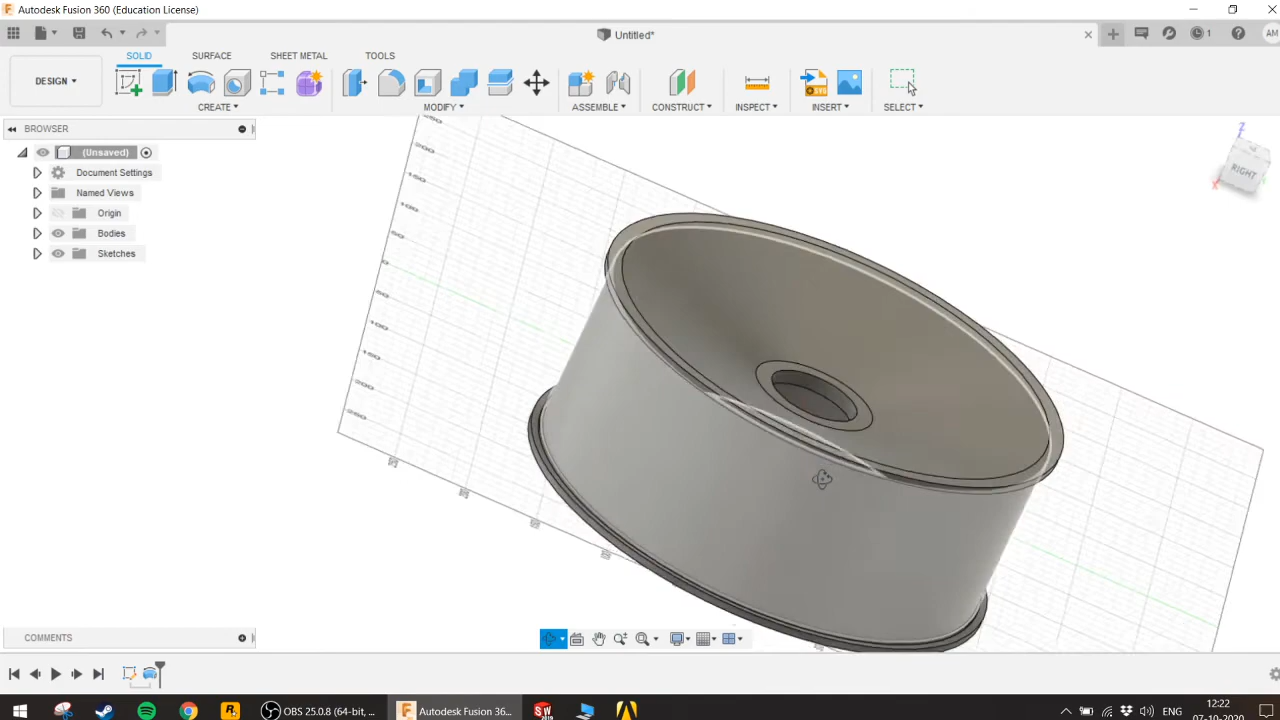 Autodesk Fusion 360 (Education License)
Untitled*
1
AM
DESIGN
SOLID
SURFACE
SHEET METAL
TOOLS
CREATE
MODIFY
ASSEMBLE
CONSTRUCT
INSPECT
INSERT
SELECT
BROWSER
(Unsaved)
Document Settings
Named Views
Origin
Bodies
Sketches
Z
RIGHT
X
COMMENTS
OBS 25.0.8 (64-bit, ...
Autodesk Fusion 36...
ENG
12:22
07-10-2020